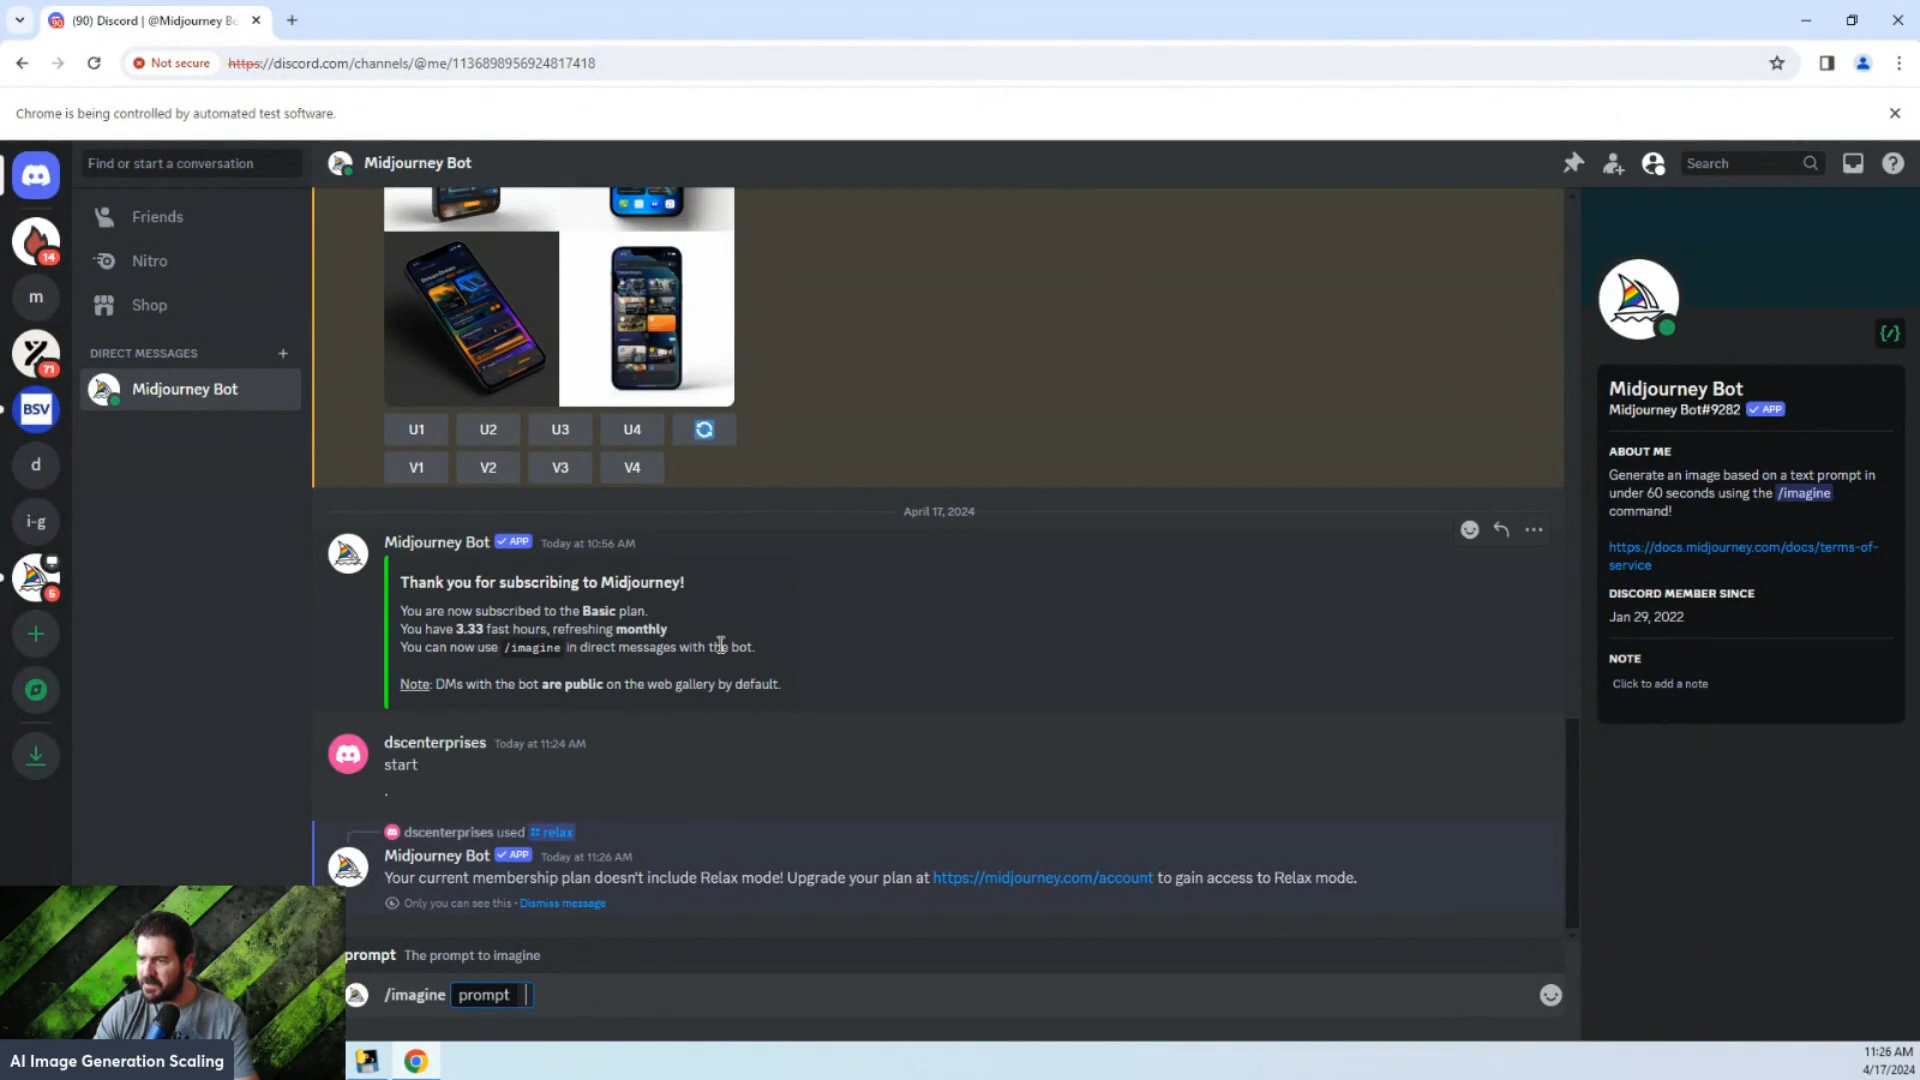 (90) Discord | @Midjourney Bo
Not secure
https://discord.com/channels/@me/1136898956924817418
Chrome is being controlled by automated test software.
Find or start a conversation
Midjourney Bot
Search
Friends
Nitro
Shop
DIRECT MESSAGES
Midjourney Bot
14
m
71
BSV
d
i-g
6
U1 U2 U3 U4
V1 V2 V3 V4
April 17, 2024
Midjourney Bot APP Today at 10:56 AM
Thank you for subscribing to Midjourney!
You are now subscribed to the Basic plan.
You have 3.33 fast hours, refreshing monthly
You can now use /imagine in direct messages with the bot.
Note: DMs with the bot are public on the web gallery by default.
dscenterprises Today at 11:24 AM
start
.
dscenterprises used relax
Midjourney Bot APP Today at 11:26 AM
Your current membership plan doesn't include Relax mode! Upgrade your plan at https://midjourney.com/account to gain access to Relax mode.
Only you can see this • Dismiss message
prompt The prompt to imagine
/imagine prompt
Midjourney Bot
Midjourney Bot#9282 APP
ABOUT ME
Generate an image based on a text prompt in
under 60 seconds using the /imagine
command!
https://docs.midjourney.com/docs/terms-of-
service
DISCORD MEMBER SINCE
Jan 29, 2022
NOTE
Click to add a note
AI Image Generation Scaling
11:26 AM
4/17/2024